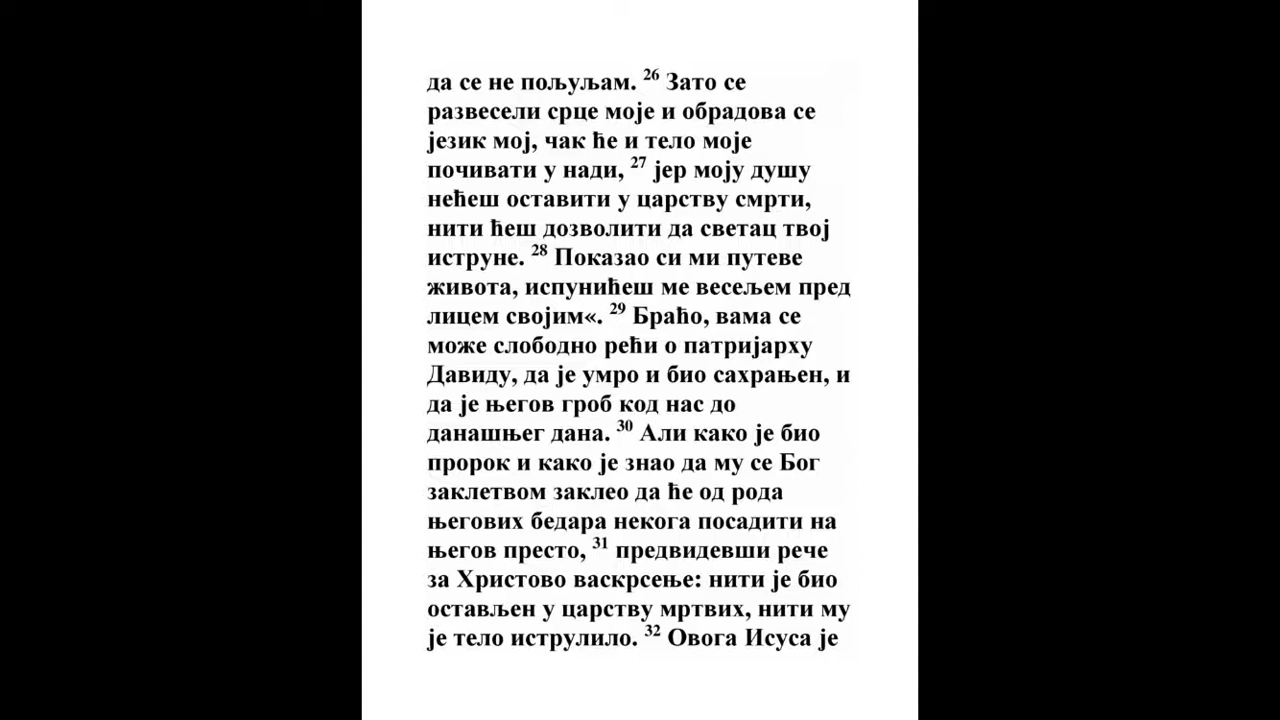 да се не пољуљам. 26 Зато се
развесели срце моје и обрадова се
језик мој, чак ће и тело моје
почивати у нади, 27 јер моју душу
нећеш оставити у царству смрти,
нити ћеш дозволити да светац твој
иструне. 28 Показао си ми путеве
живота, испунићеш ме весељем пред
лицем својим«. 29 Браћо, вама се
може слободно рећи о патријарху
Давиду, да је умро и био сахрањен, и
да је његов гроб код нас до
данашњег дана. 30 Али како је био
пророк и како је знао да му се Бог
заклетвом заклео да ће од рода
његових бедара некога посадити на
његов престо, 31 предвидевши рече
за Христово васкрсење: нити је био
остављен у царству мртвих, нити му
је тело иструлило. 32 Овога Исуса је